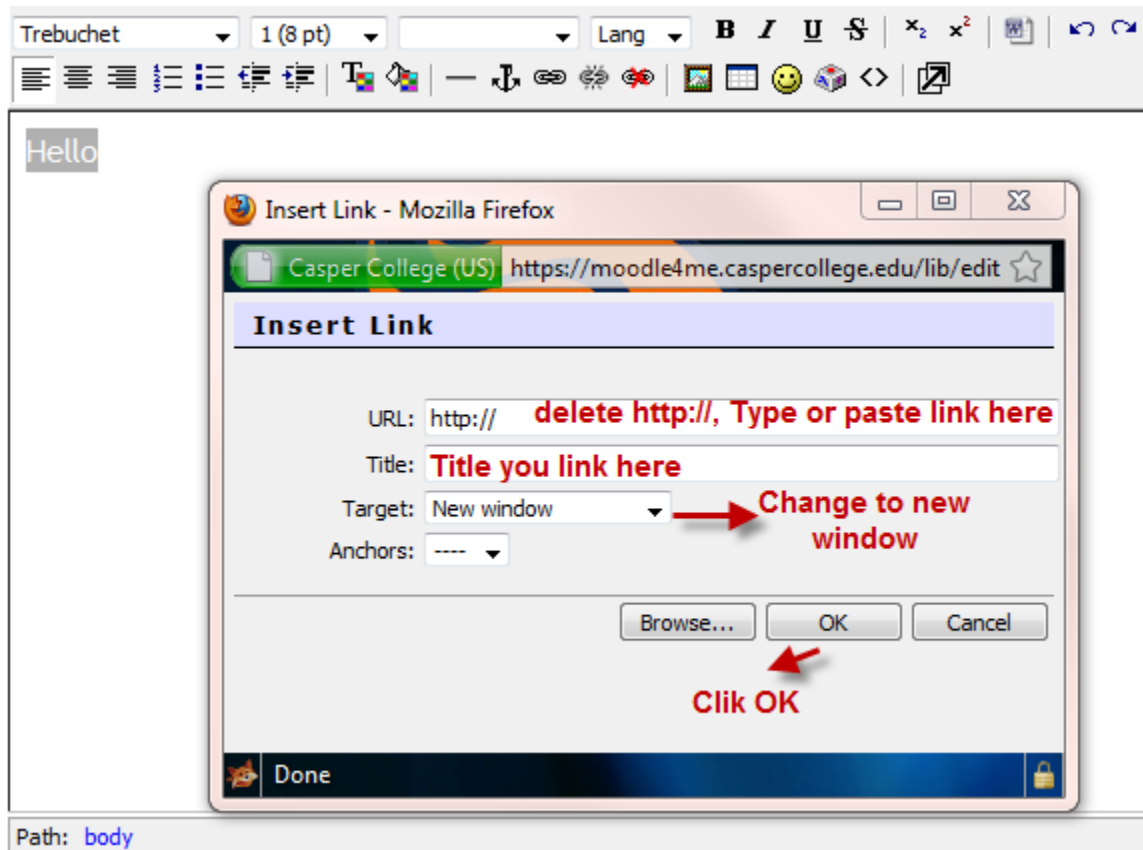 Trebuchet 1 (8 pt) Lang B I U S x₂ x²
Hello
Insert Link - Mozilla Firefox
Casper College (US) https://moodle4me.caspercollege.edu/lib/edit
Insert Link
URL: http:// delete http://, Type or paste link here
Title: Title you link here
Target: New window Change to new
window
Anchors: ----
Browse... OK Cancel
Clik OK
Done
Path: body